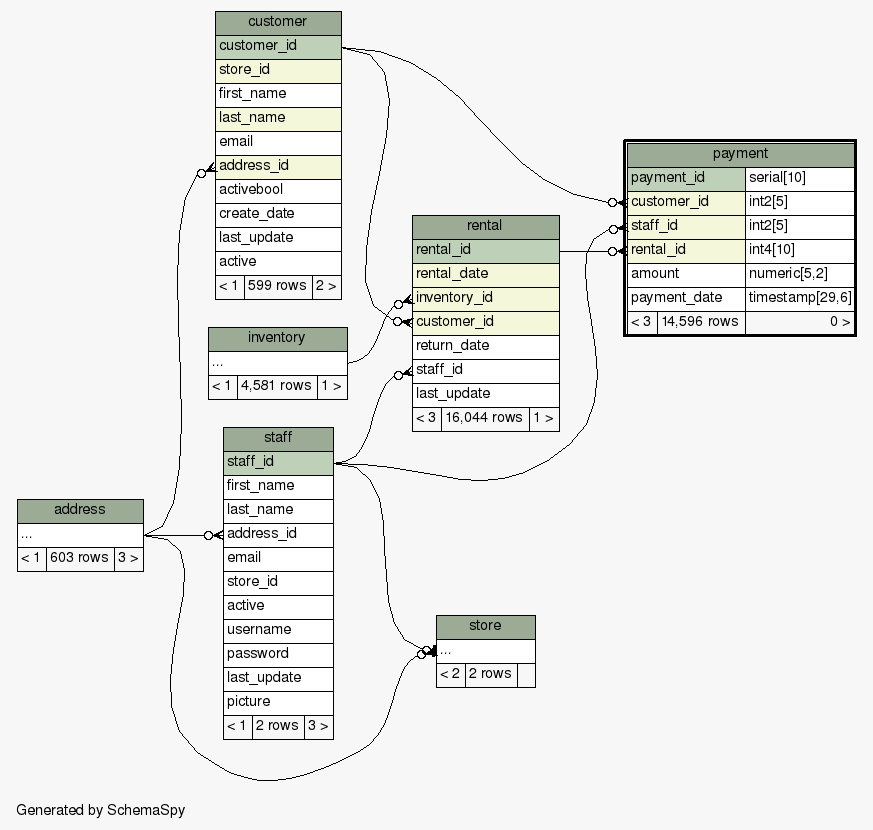 customer
customer_id
store_id
first_name
last_name
email
address_id
activebool
create_date
last_update
active
< 1 599 rows 2 >
payment
payment_id serial[10]
customer_id int2[5]
staff_id int2[5]
rental_id int4[10]
amount numeric[5,2]
payment_date timestamp[29,6]
< 3 14,596 rows 0 >
rental
rental_id
rental_date
inventory_id
customer_id
return_date
staff_id
last_update
< 3 16,044 rows 1 >
inventory
...
< 1 4,581 rows 1 >
staff
staff_id
first_name
last_name
address_id
email
store_id
active
username
password
last_update
picture
< 1 2 rows 3 >
address
...
< 1 603 rows 3 >
store
...
< 2 2 rows
Generated by SchemaSpy